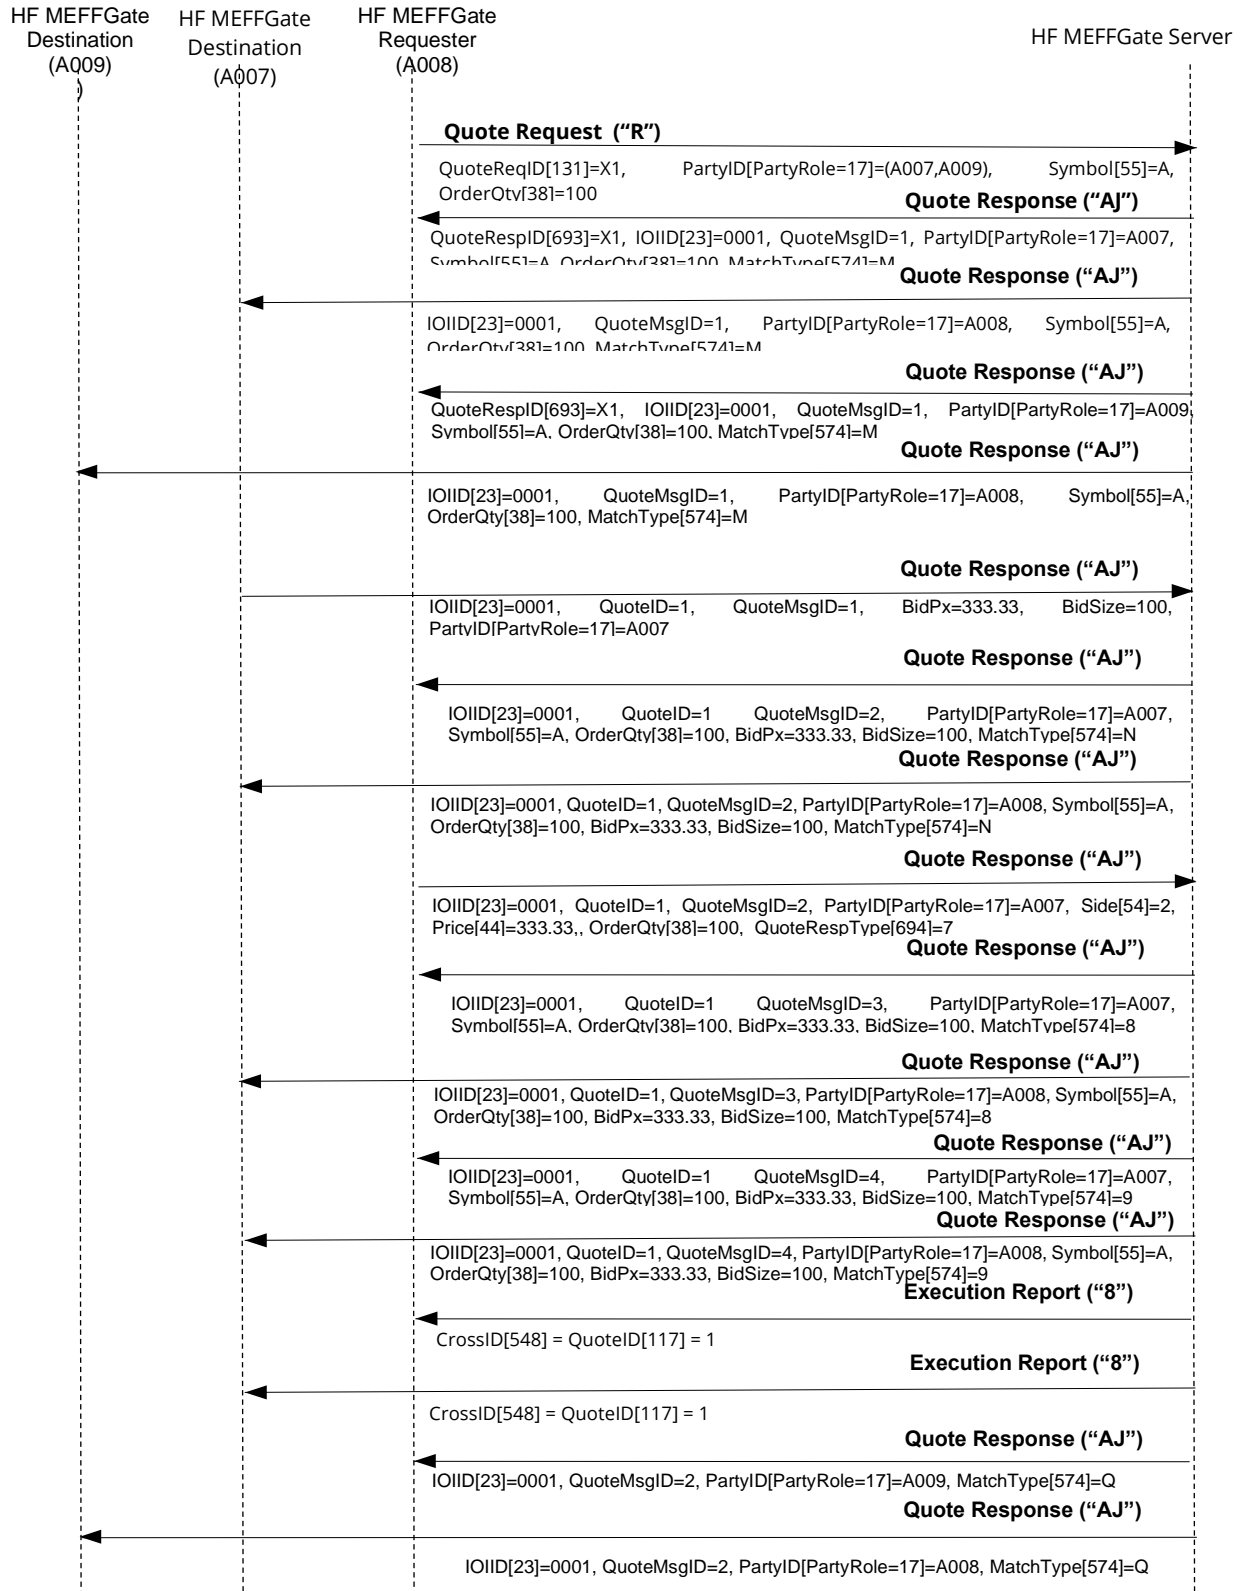 HF MEFFGate
Destination
(A009)
)
HF MEFFGate
Destination
(A007)
HF MEFFGate
Requester
(A008)
HF MEFFGate Server
Quote Request ("R")
QuoteReqID[131]=X1, PartyID[PartyRole=17]=(A007,A009), Symbol[55]=A,
OrderQty[38]=100
Quote Response ("AJ")
QuoteRespID[693]=X1, IOIID[23]=0001, QuoteMsgID=1, PartyID[PartyRole=17]=A007,
Symbol[55]=A, OrderQty[38]=100, MatchType[574]=M
Quote Response ("AJ")
IOIID[23]=0001, QuoteMsgID=1, PartyID[PartyRole=17]=A008, Symbol[55]=A,
OrderQty[38]=100, MatchType[574]=M
Quote Response ("AJ")
QuoteRespID[693]=X1, IOIID[23]=0001, QuoteMsgID=1, PartyID[PartyRole=17]=A009,
Symbol[55]=A, OrderQty[38]=100, MatchType[574]=M
Quote Response ("AJ")
IOIID[23]=0001, QuoteMsgID=1, PartyID[PartyRole=17]=A008, Symbol[55]=A,
OrderQty[38]=100, MatchType[574]=M
Quote Response ("AJ")
IOIID[23]=0001, QuoteID=1, QuoteMsgID=1, BidPx=333.33, BidSize=100,
PartyID[PartyRole=17]=A007
Quote Response ("AJ")
IOIID[23]=0001, QuoteID=1 QuoteMsgID=2, PartyID[PartyRole=17]=A007,
Symbol[55]=A, OrderQty[38]=100, BidPx=333.33, BidSize=100, MatchType[574]=N
Quote Response ("AJ")
IOIID[23]=0001, QuoteID=1, QuoteMsgID=2, PartyID[PartyRole=17]=A008, Symbol[55]=A,
OrderQty[38]=100, BidPx=333.33, BidSize=100, MatchType[574]=N
Quote Response ("AJ")
IOIID[23]=0001, QuoteID=1, QuoteMsgID=2, PartyID[PartyRole=17]=A007, Side[54]=2,
Price[44]=333.33,, OrderQty[38]=100, QuoteRespType[694]=7
Quote Response ("AJ")
IOIID[23]=0001, QuoteID=1 QuoteMsgID=3, PartyID[PartyRole=17]=A007,
Symbol[55]=A, OrderQty[38]=100, BidPx=333.33, BidSize=100, MatchType[574]=8
Quote Response ("AJ")
IOIID[23]=0001, QuoteID=1, QuoteMsgID=3, PartyID[PartyRole=17]=A008, Symbol[55]=A,
OrderQty[38]=100, BidPx=333.33, BidSize=100, MatchType[574]=8
Quote Response ("AJ")
IOIID[23]=0001, QuoteID=1 QuoteMsgID=4, PartyID[PartyRole=17]=A007,
Symbol[55]=A, OrderQty[38]=100, BidPx=333.33, BidSize=100, MatchType[574]=9
Quote Response ("AJ")
IOIID[23]=0001, QuoteID=1, QuoteMsgID=4, PartyID[PartyRole=17]=A008, Symbol[55]=A,
OrderQty[38]=100, BidPx=333.33, BidSize=100, MatchType[574]=9
Execution Report ("8")
CrossID[548] = QuoteID[117] = 1
Execution Report ("8")
CrossID[548] = QuoteID[117] = 1
Quote Response ("AJ")
IOIID[23]=0001, QuoteMsgID=2, PartyID[PartyRole=17]=A009, MatchType[574]=Q
Quote Response ("AJ")
IOIID[23]=0001, QuoteMsgID=2, PartyID[PartyRole=17]=A008, MatchType[574]=Q